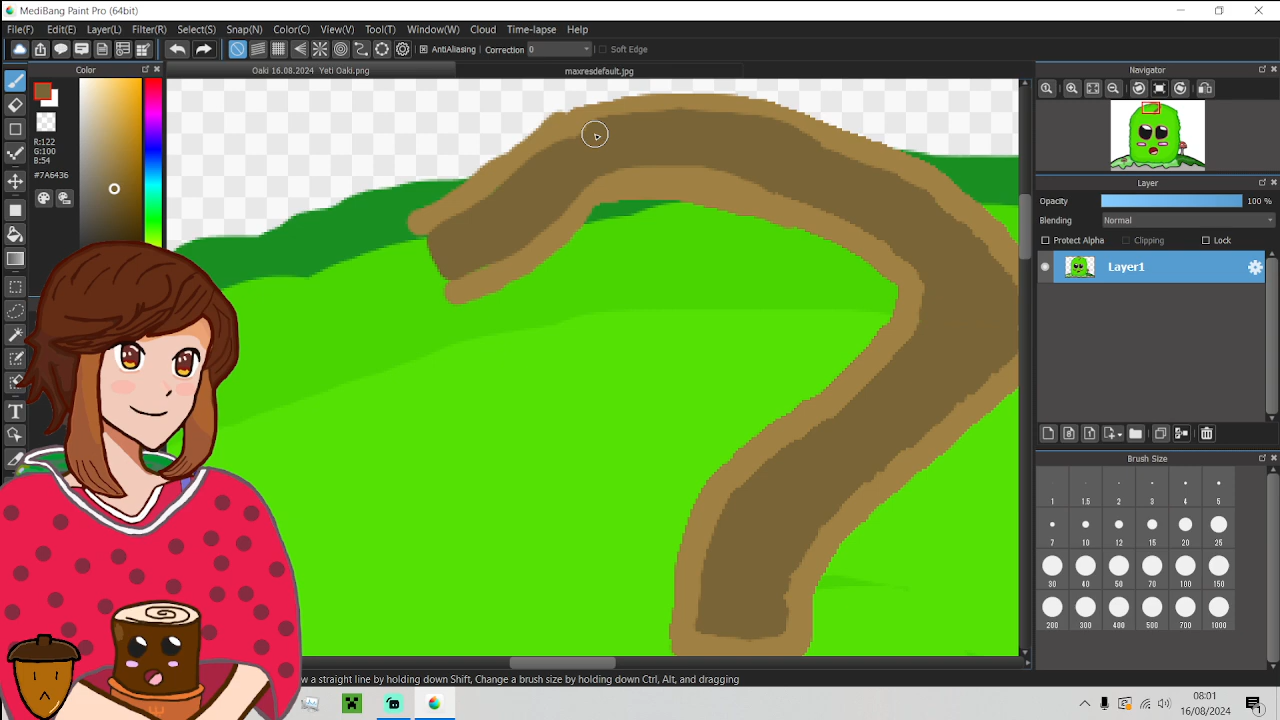 MediBang Paint Pro (64bit)
File(F) Edit(E) Layer(L) Filter(R) Select(S) Snap(N) Color(C) View(V) Tool(T) Window(W) Cloud Time-lapse Help
AntiAliasing Correction 0 Soft Edge
Color
Oaki 16.08.2024 Yeti Oaki.png
maxresdefault.jpg
Navigator
R:122
G:100
B:54
#7A6436
Layer
Opacity 100 %
Blending Normal
Protect Alpha Clipping Lock
Layer1
T
Brush Size
1 1.5 2 3 4 5
7 10 12 15 20 25
30 40 50 70 100 150
200 300 400 500 700 1000
w a straight line by holding down Shift, Change a brush size by holding down Ctrl, Alt, and dragging
08:01
16/08/2024
1